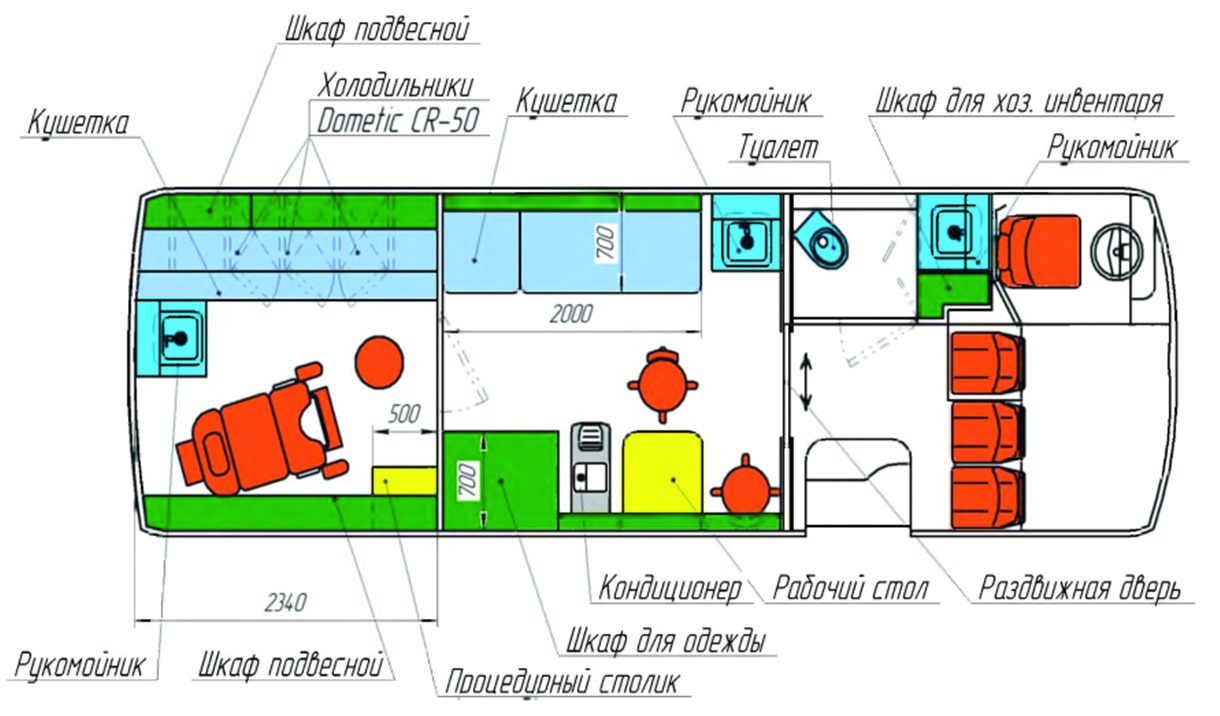 Шкаф подвесной
Холодильники
Dometic CR-50
Кушетка
Кушетка
Рукомойник
Шкаф для хоз. инвентаря
Туалет
Рукомойник
700
2000
500
700
2340
Кондиционер
Рабочий стол
Раздвижная дверь
Шкаф для одежды
Рукомойник
Шкаф подвесной
Процедурный столик